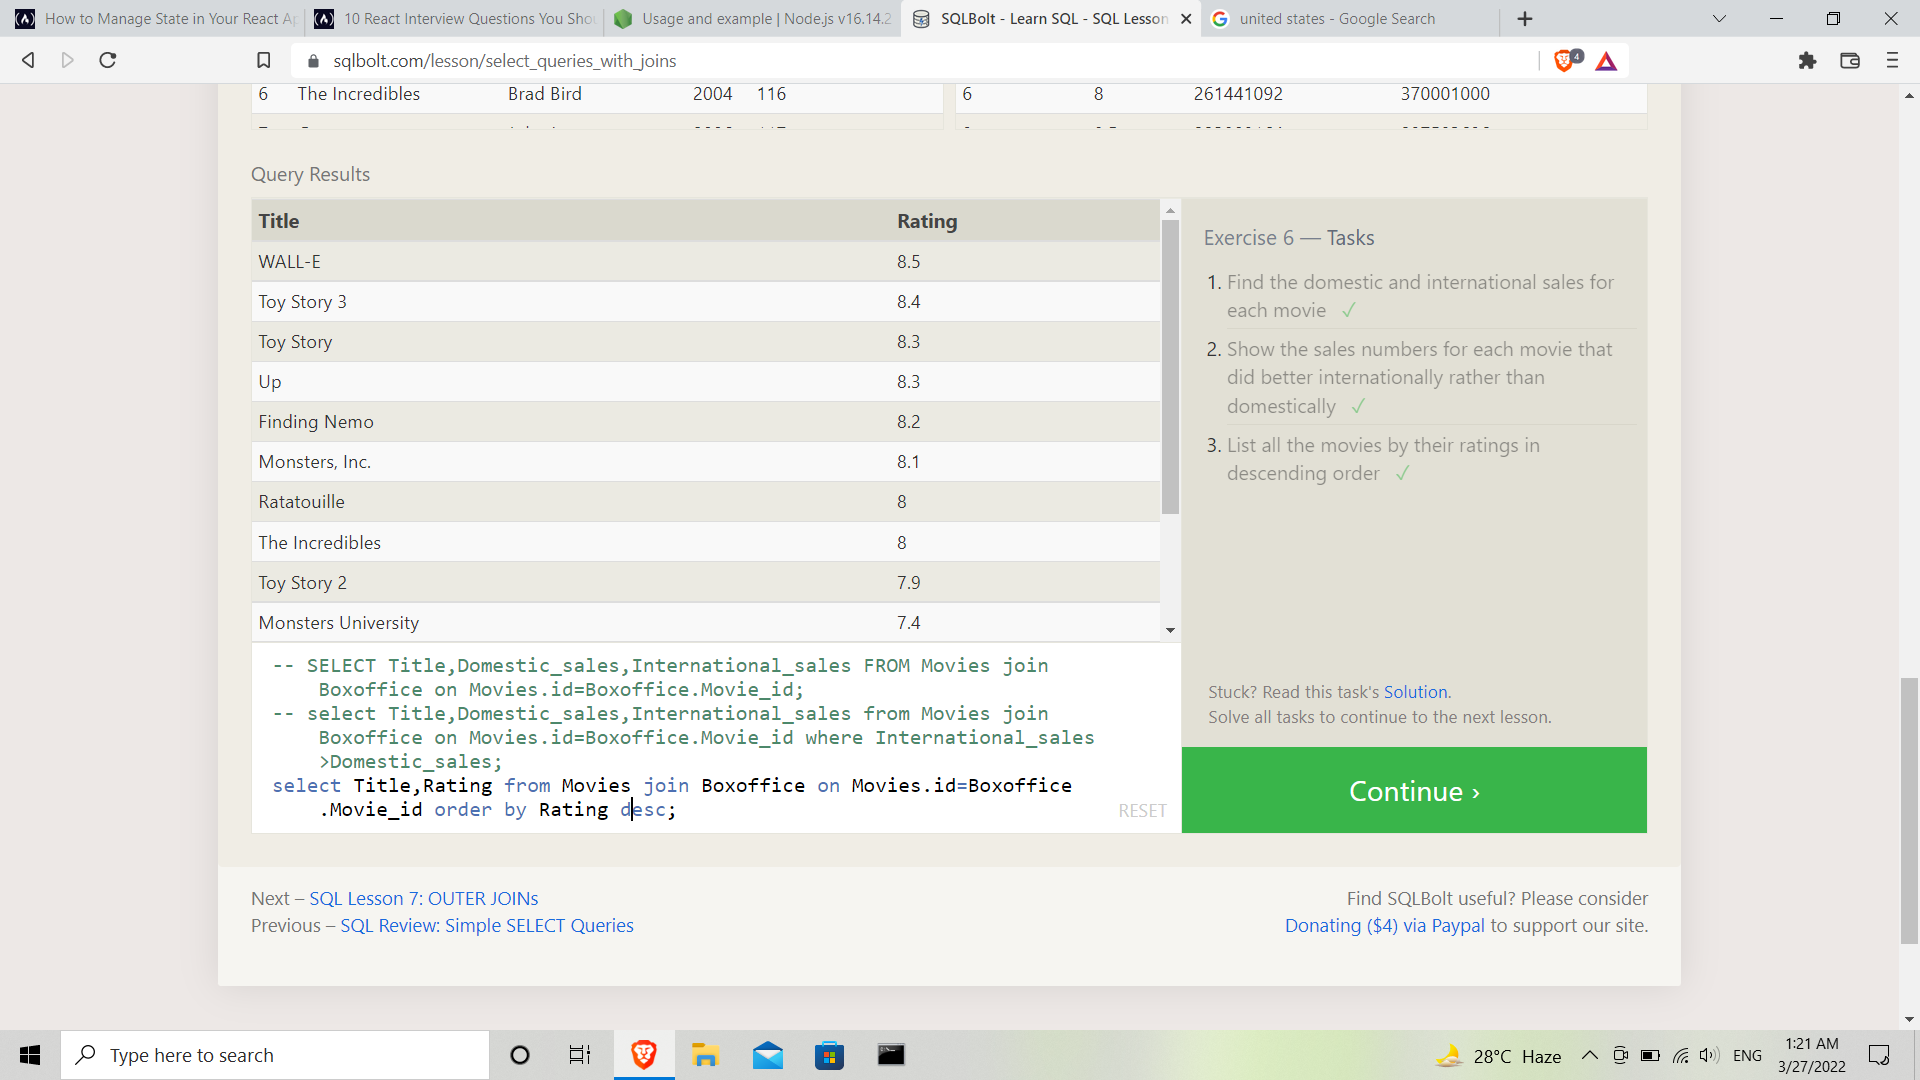 How to Manage State in Your React Ap
10 React Interview Questions You Shou
Usage and example | Node.js v16.14.2
SQLBolt - Learn SQL - SQL Lesson
united states - Google Search
sqlbolt.com/lesson/select_queries_with_joins
4
6 The Incredibles Brad Bird 2004 116
6 8 261441092 370001000
Query Results
Title Rating
WALL-E 8.5
Toy Story 3 8.4
Toy Story 8.3
Up 8.3
Finding Nemo 8.2
Monsters, Inc. 8.1
Ratatouille 8
The Incredibles 8
Toy Story 2 7.9
Monsters University 7.4
-- SELECT Title,Domestic_sales,International_sales FROM Movies join
Boxoffice on Movies.id=Boxoffice.Movie_id;
-- select Title,Domestic_sales,International_sales from Movies join
Boxoffice on Movies.id=Boxoffice.Movie_id where International_sales
>Domestic_sales;
select Title,Rating from Movies join Boxoffice on Movies.id=Boxoffice
.Movie_id order by Rating desc;
RESET
Exercise 6 — Tasks
1. Find the domestic and international sales for
each movie ✓
2. Show the sales numbers for each movie that
did better internationally rather than
domestically ✓
3. List all the movies by their ratings in
descending order ✓
Stuck? Read this task's Solution.
Solve all tasks to continue to the next lesson.
Continue ›
Next – SQL Lesson 7: OUTER JOINs
Previous – SQL Review: Simple SELECT Queries
Find SQLBolt useful? Please consider
Donating ($4) via Paypal to support our site.
Type here to search
28°C Haze
ENG
1:21 AM
3/27/2022